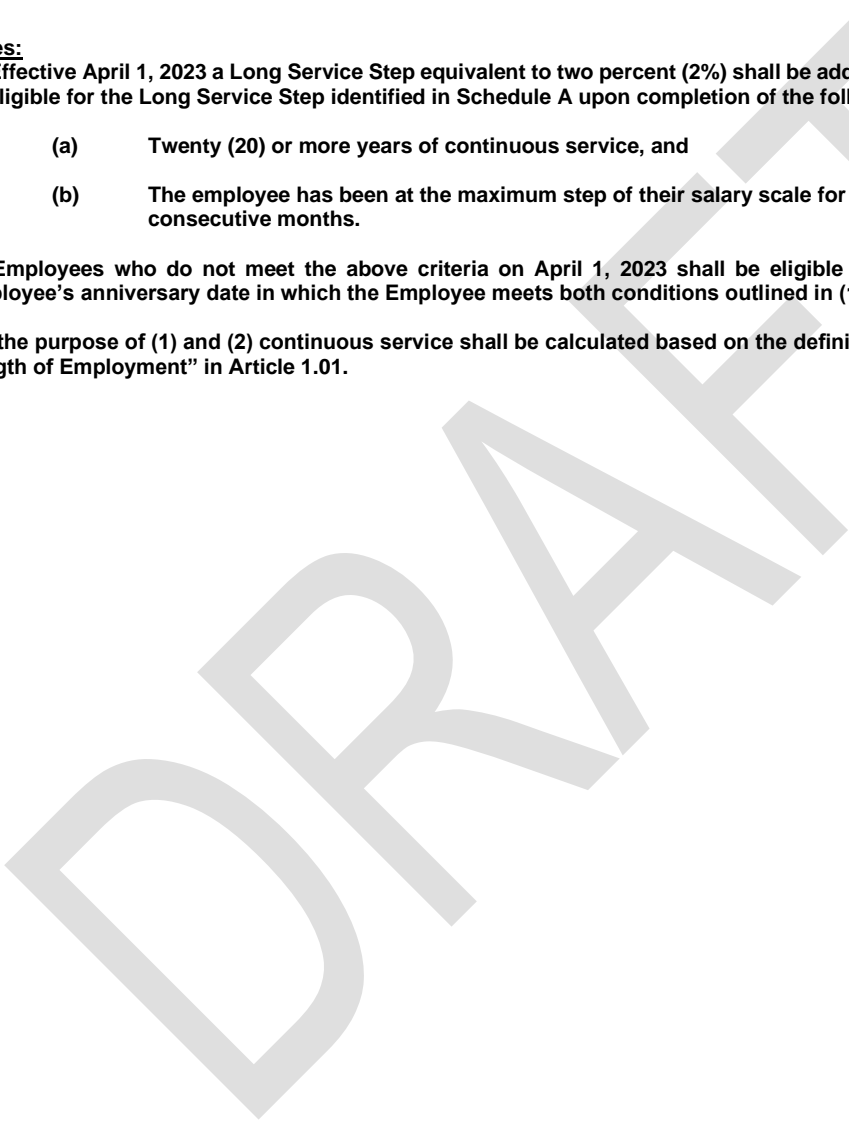 es:
Effective April 1, 2023 a Long Service Step equivalent to two percent (2%) shall be add
ligible for the Long Service Step identified in Schedule A upon completion of the foll
(a) Twenty (20) or more years of continuous service, and
(b) The employee has been at the maximum step of their salary scale for
consecutive months.
Employees who do not meet the above criteria on April 1, 2023 shall be eligible
ployee’s anniversary date in which the Employee meets both conditions outlined in (1
the purpose of (1) and (2) continuous service shall be calculated based on the defini
gth of Employment” in Article 1.01.
DRAFT